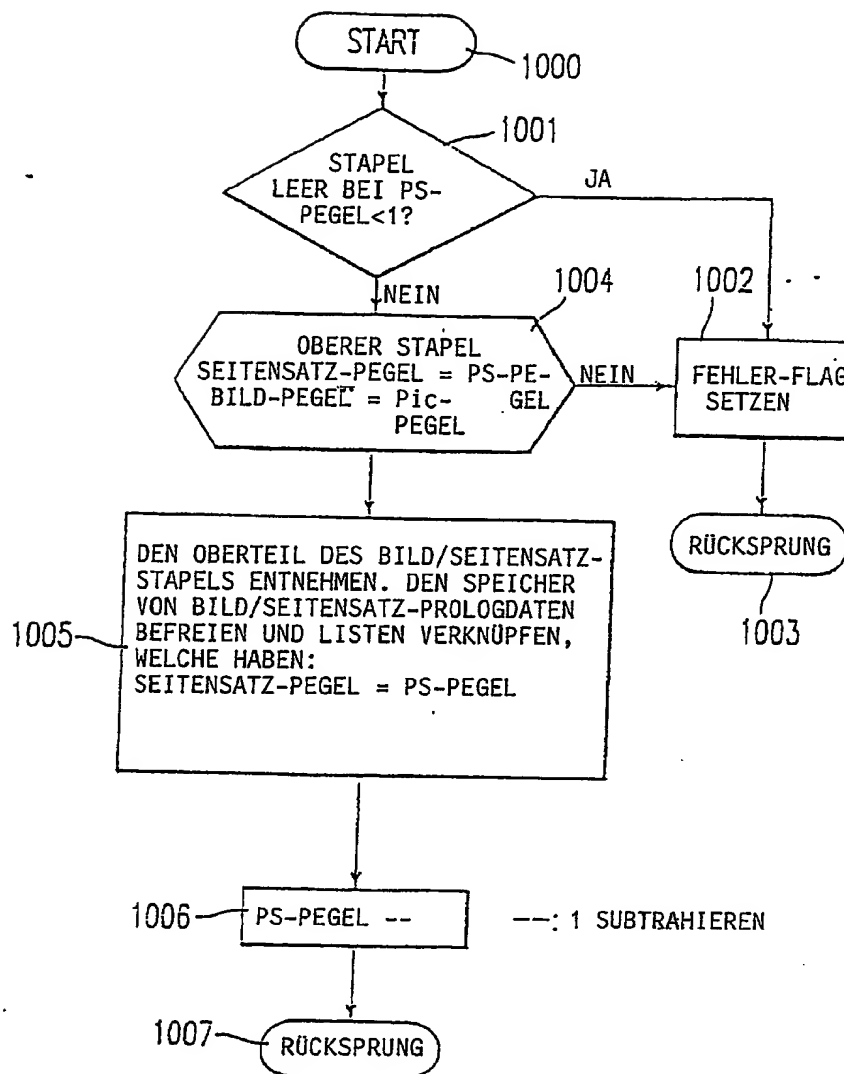 START
1000
1001
STAPEL
LEER BEI PS-
PEGEL<1?
JA
NEIN
1004
1002
OBERER STAPEL
SEITENSATZ-PEGEL = PS-PE-
BILD-PEGEL = Pic- GEL
PEGEL
NEIN
FEHLER-FLAG
SETZEN
RÜCKSPRUNG
1003
DEN OBERTEIL DES BILD/SEITENSATZ-
STAPELS ENTNEHMEN. DEN SPEICHER
VON BILD/SEITENSATZ-PROLOGDATEN
BEFREIEN UND LISTEN VERKNÜPFEN,
WELCHE HABEN:
SEITENSATZ-PEGEL = PS-PEGEL
1005
1006
PS-PEGEL --
--: 1 SUBTRAHIEREN
1007
RÜCKSPRUNG